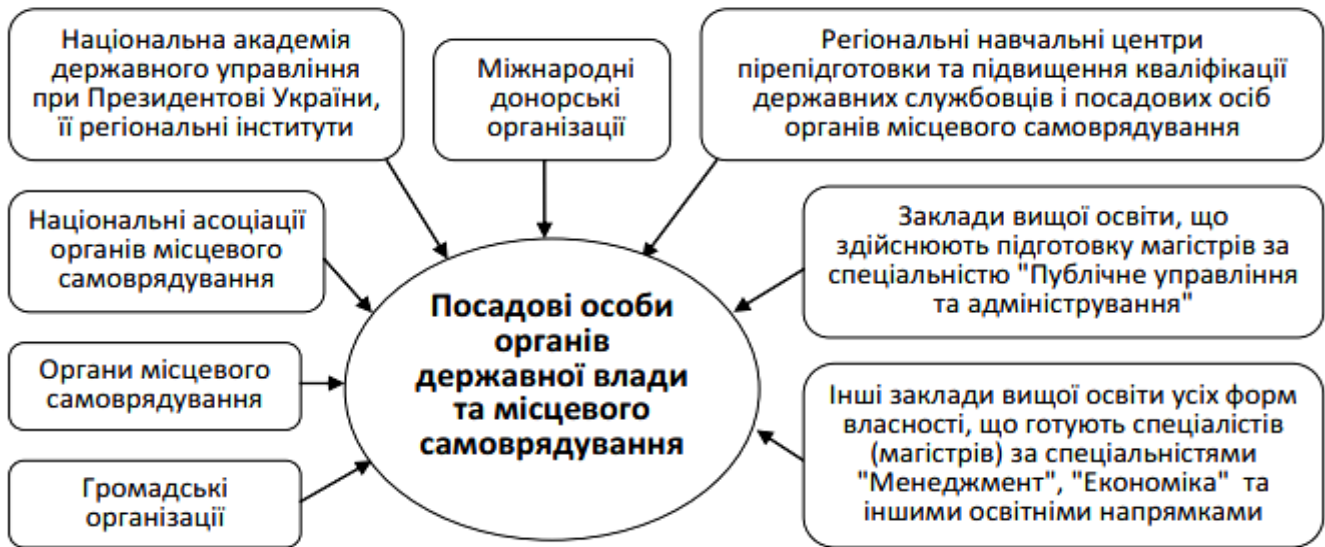 Національна академія
державного управління
при Президентові України,
її регіональні інститути
Міжнародні
донорські
організації
Регіональні навчальні центри
пірепідготовки та підвищення кваліфікації
державних службовців і посадових осіб
органів місцевого самоврядування
Національні асоціації
органів місцевого
самоврядування
Заклади вищої освіти, що
здійснюють підготовку магістрів за
спеціальністю "Публічне управління
та адміністрування"
Посадові особи
органів
державної влади
та місцевого
самоврядування
Органи місцевого
самоврядування
Інші заклади вищої освіти усіх форм
власності, що готують спеціалістів
(магістрів) за спеціальностями
"Менеджмент", "Економіка" та
іншими освітніми напрямками
Громадські
організації